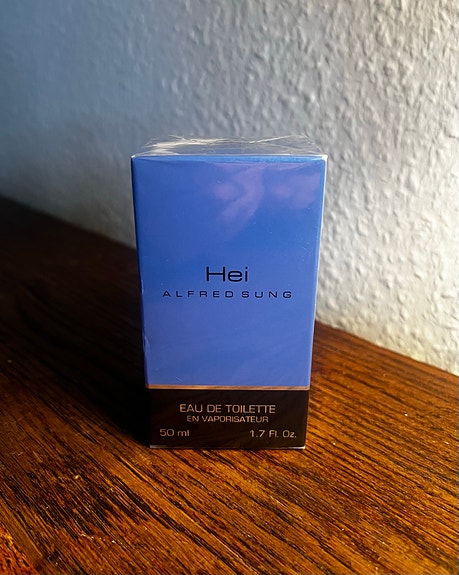 Hei
ALFRED SUNG
EAU DE TOILETTE
EN VAPORISATEUR
50 ml 1.7 Fl. Oz.